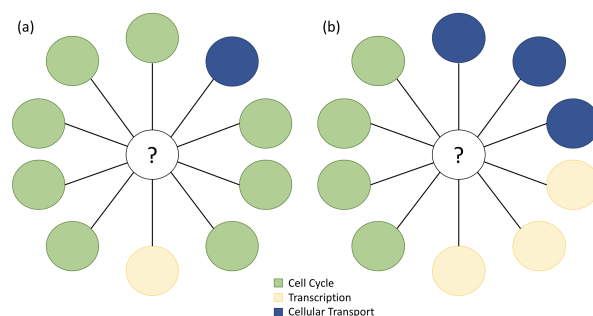 (a)
(b)
?
?
Cell Cycle
Transcription
Cellular Transport